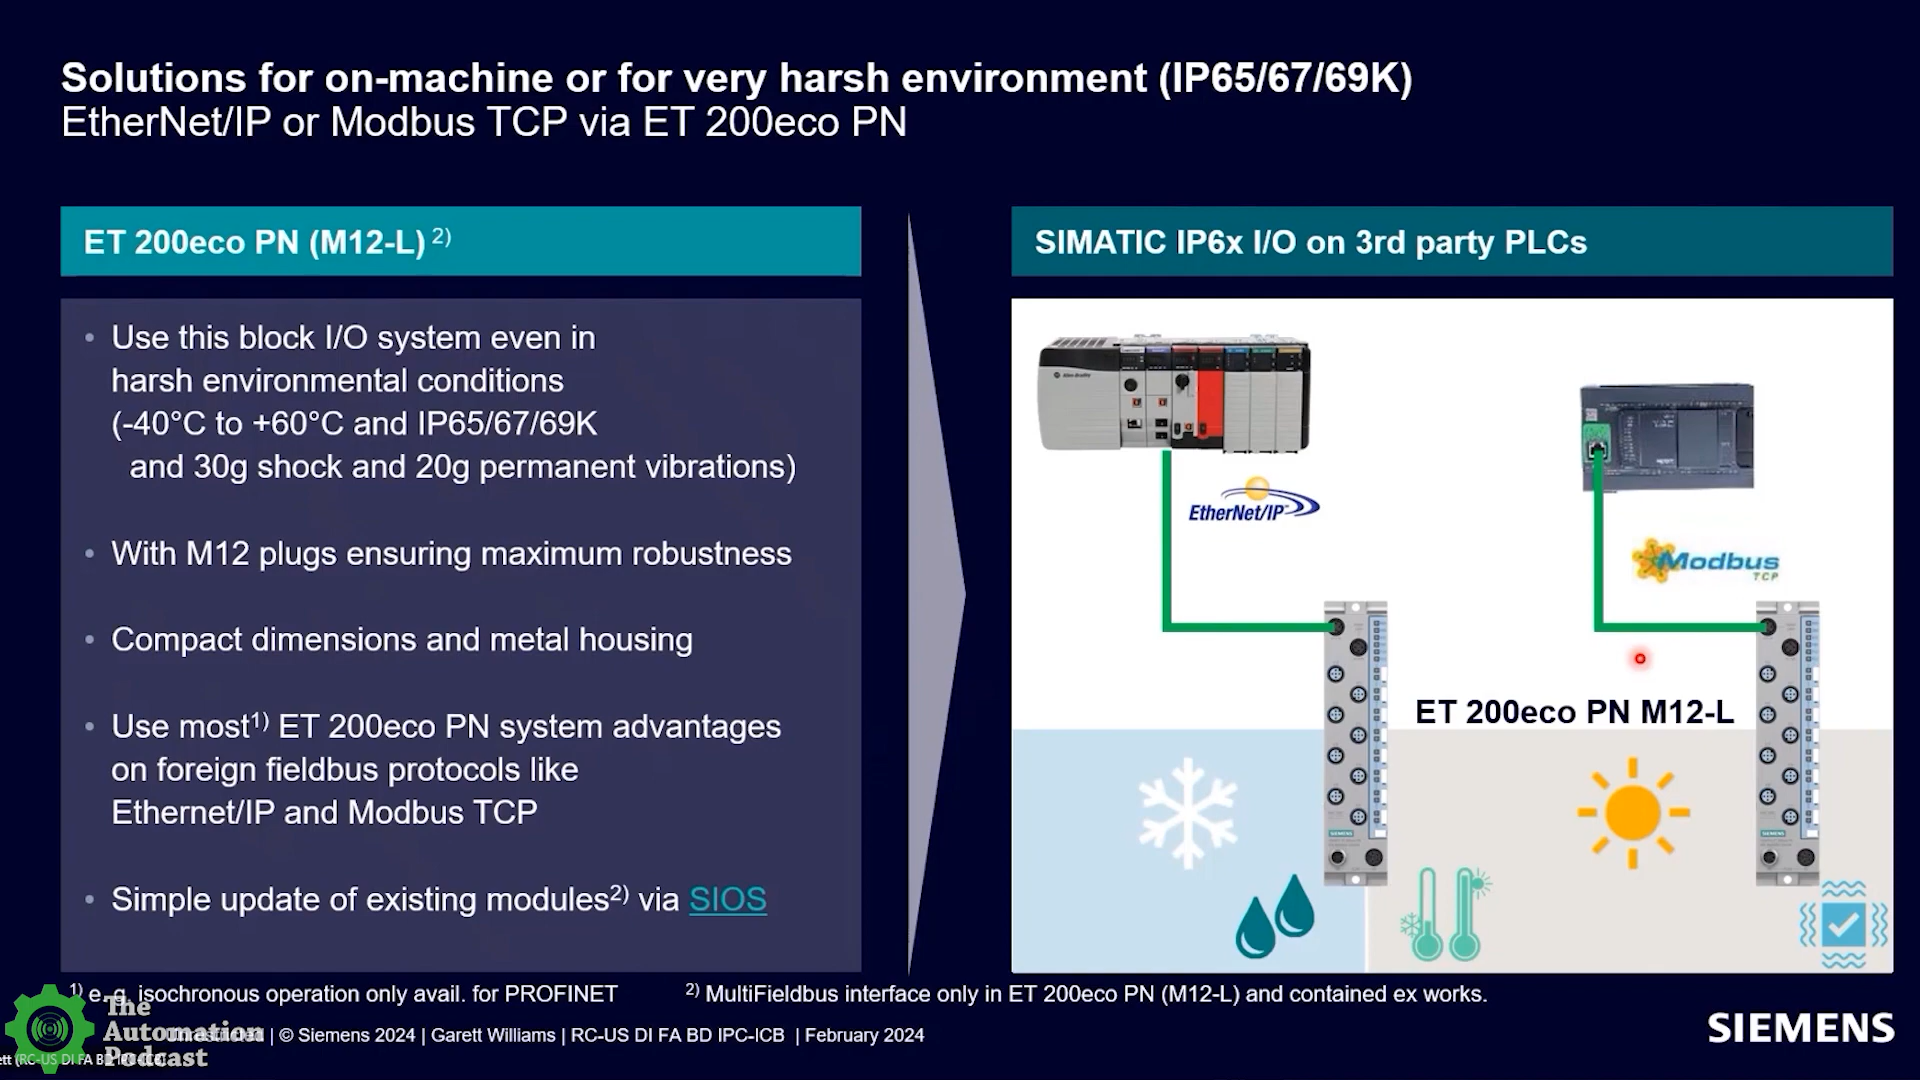 Solutions for on-machine or for very harsh environment (IP65/67/69K)
EtherNet/IP or Modbus TCP via ET 200eco PN
ET 200eco PN (M12-L) 2)
• Use this block I/O system even in
harsh environmental conditions
(-40°C to +60°C and IP65/67/69K
and 30g shock and 20g permanent vibrations)
• With M12 plugs ensuring maximum robustness
• Compact dimensions and metal housing
• Use most1) ET 200eco PN system advantages
on foreign fieldbus protocols like
Ethernet/IP and Modbus TCP
• Simple update of existing modules2) via SIOS
SIMATIC IP6x I/O on 3rd party PLCs
Allen-Bradley
EtherNet/IP
Modbus
TCP
ET 200eco PN M12-L
SIEMENS
SIEMENS
1) e. g. isochronous operation only avail. for PROFINET
2) MultiFieldbus interface only in ET 200eco PN (M12-L) and contained ex works.
Unrestricted | © Siemens 2024 | Garett Williams | RC-US DI FA BD IPC-ICB | February 2024
The
Automation
Podcast
SIEMENS